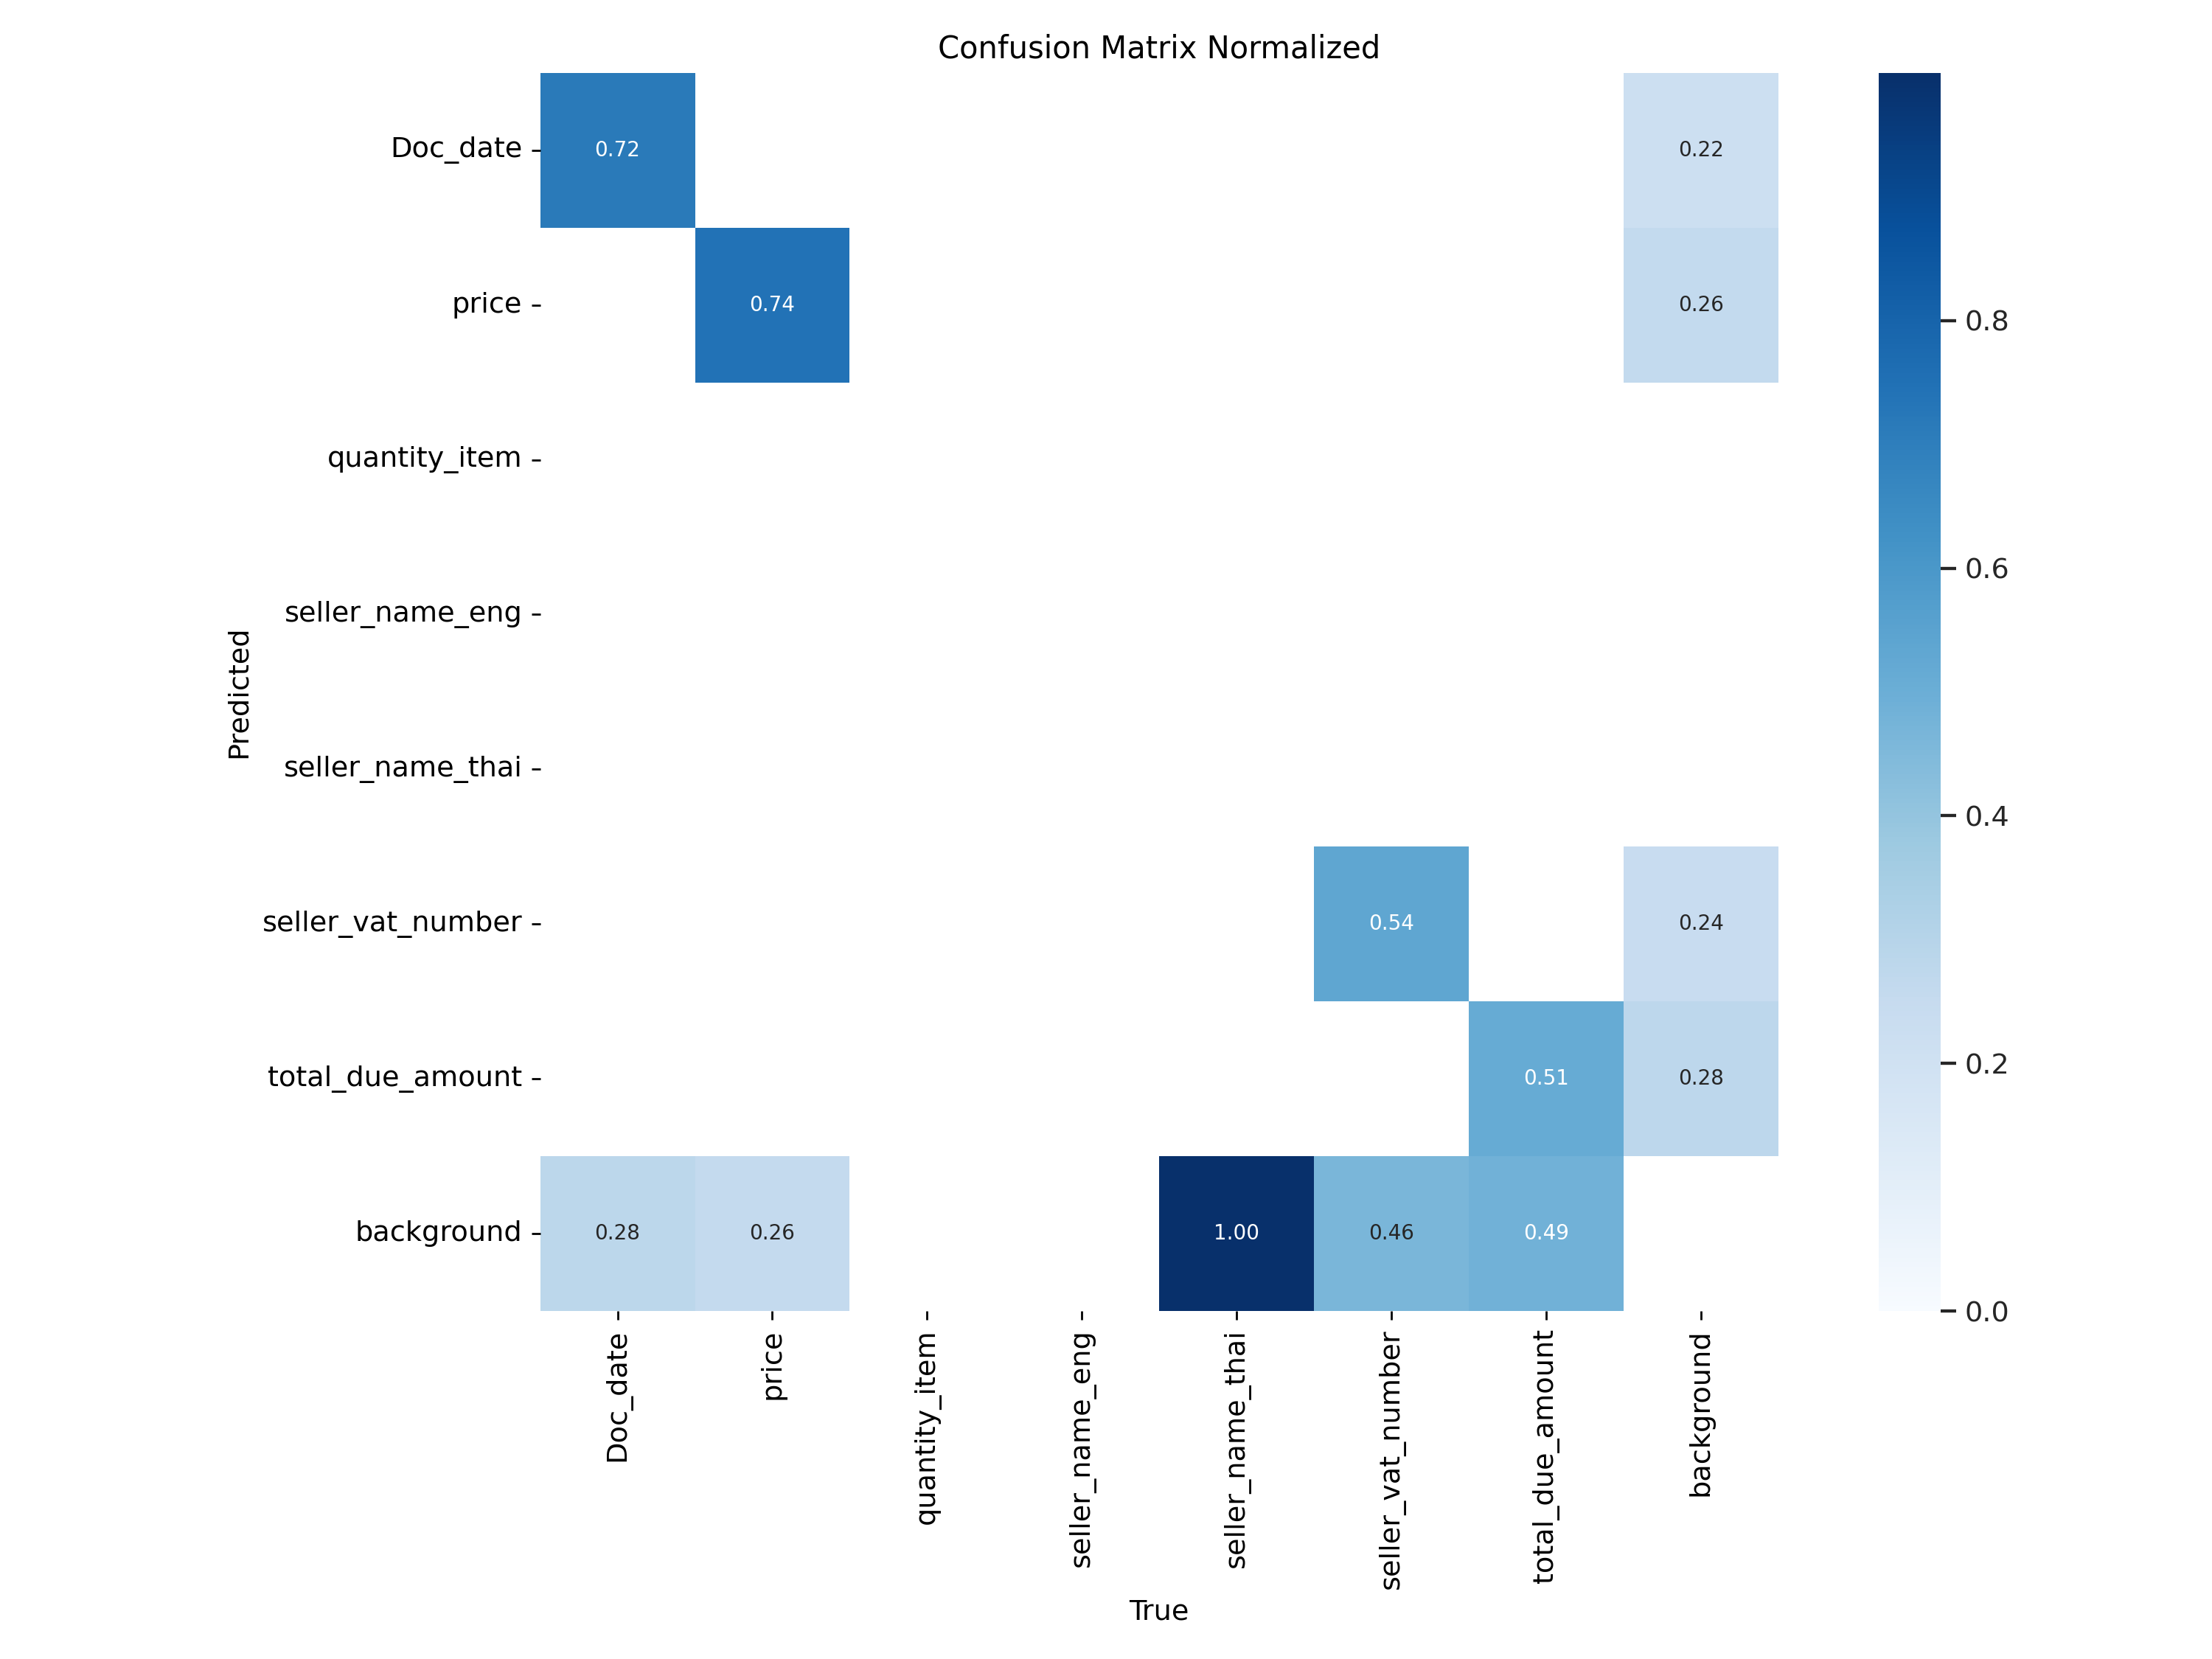 Confusion Matrix Normalized
Doc_date
0.72
0.22
price
0.74
0.26
0.8
quantity_item
0.6
seller_name_eng
Predicted
seller_name_thai
0.4
seller_vat_number
0.54
0.24
0.2
total_due_amount
0.51
0.28
background
0.28
0.26
1.00
0.46
0.49
0.0
Doc_date
price
quantity_item
seller_name_eng
seller_name_thai
seller_vat_number
total_due_amount
background
True